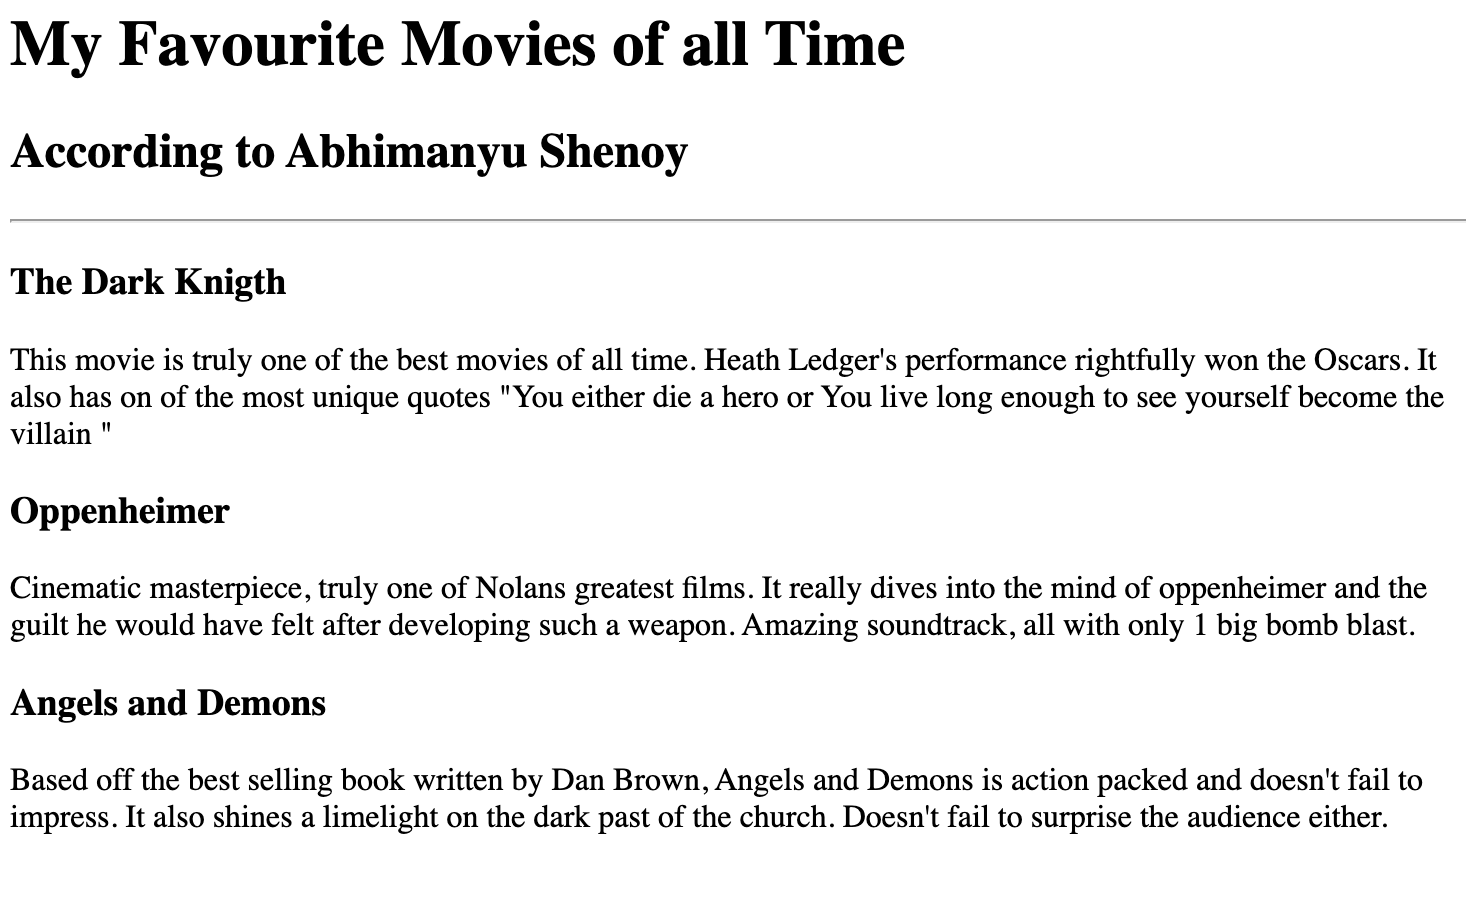 My Favourite Movies of all Time
According to Abhimanyu Shenoy
The Dark Knigth
This movie is truly one of the best movies of all time. Heath Ledger's performance rightfully won the Oscars. It
also has on of the most unique quotes "You either die a hero or You live long enough to see yourself become the
villain "
Oppenheimer
Cinematic masterpiece, truly one of Nolans greatest films. It really dives into the mind of oppenheimer and the
guilt he would have felt after developing such a weapon. Amazing soundtrack, all with only 1 big bomb blast.
Angels and Demons
Based off the best selling book written by Dan Brown, Angels and Demons is action packed and doesn't fail to
impress. It also shines a limelight on the dark past of the church. Doesn't fail to surprise the audience either.